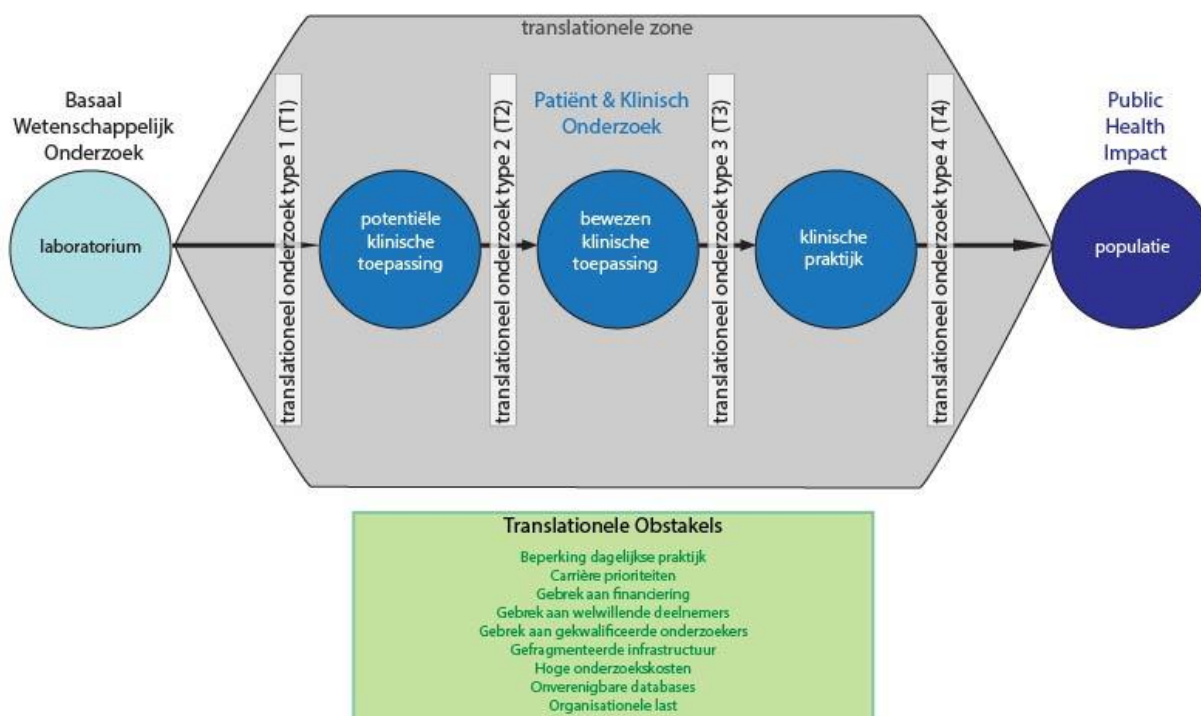 translationele zone
Basaal
Wetenschappelijk
Onderzoek
laboratorium
translationeel onderzoek type 1 (T1)
potentiële
klinische
toepassing
translationeel onderzoek type 2 (T2)
Patiënt & Klinisch
Onderzoek
bewezen
klinische
toepassing
translationeel onderzoek type 3 (T3)
klinische
praktijk
translationeel onderzoek type 4 (T4)
Public
Health
Impact
populatie
Translationele Obstakels
Beperking dagelijkse praktijk
Carrière prioriteiten
Gebrek aan financiering
Gebrek aan welwillende deelnemers
Gebrek aan gekwalificeerde onderzoekers
Gefragmenteerde infrastructuur
Hoge onderzoekskosten
Onverenigbare databases
Organisationele last